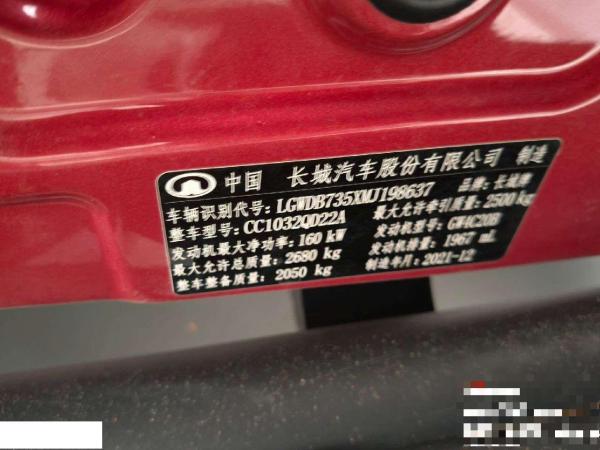 中国 长城汽车股份有限公司 制造
车辆识别代号: LGWDB735XMJ198637 品牌: 长城牌
整车型号: CC1032QD22A 最大允许牵引质量: 2500 kg
发动机最大净功率: 160 kW 发动机型号: GW4C20B
最大允许总质量: 2680 kg 发动机排量: 1967 mL
整车整备质量: 2050 kg 制造年月: 2021-12